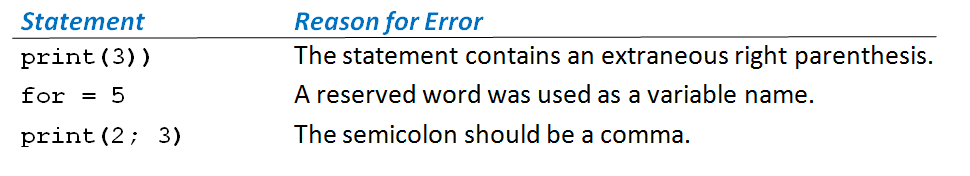 Statement Reason for Error
print(3)) The statement contains an extraneous right parenthesis.
for = 5 A reserved word was used as a variable name.
print(2; 3) The semicolon should be a comma.